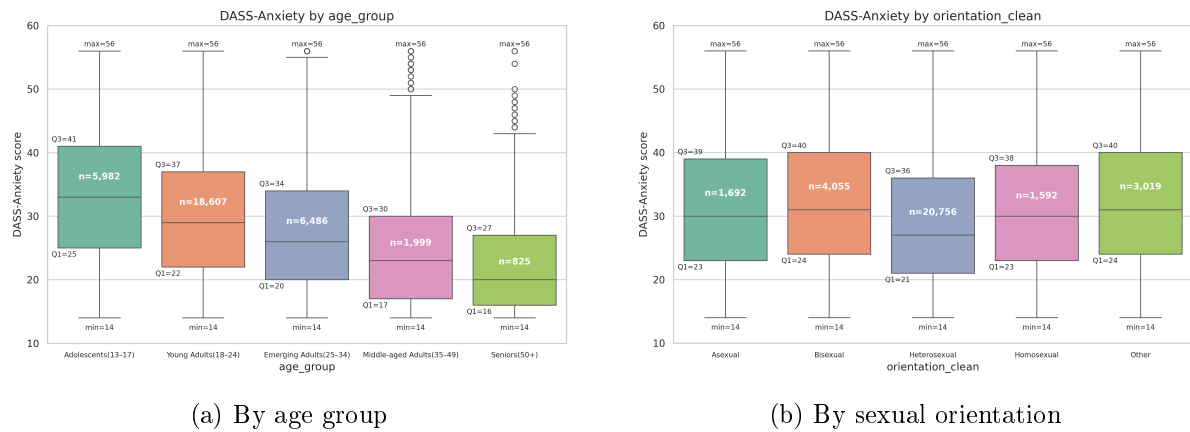 DASS-Anxiety by age_group
60
50
40
30
20
10
DASS-Anxiety score
max=56
max=56
max=56
max=56
max=56
Q3=41
Q3=37
Q3=34
Q3=30
Q3=27
n=5,982
n=18,607
n=6,486
n=1,999
n=825
Q1=25
Q1=22
Q1=20
Q1=17
Q1=16
min=14
min=14
min=14
min=14
min=14
Adolescents(13–17)
Young Adults(18–24)
Emerging Adults(25–34)
Middle-aged Adults(35–49)
Seniors(50+)
age_group
(a) By age group
DASS-Anxiety by orientation_clean
60
50
40
30
20
10
DASS-Anxiety score
max=56
max=56
max=56
max=56
max=56
Q3=39
Q3=40
Q3=36
Q3=38
Q3=40
n=1,692
n=4,055
n=20,756
n=1,592
n=3,019
Q1=23
Q1=24
Q1=21
Q1=23
Q1=24
min=14
min=14
min=14
min=14
min=14
Asexual
Bisexual
Heterosexual
Homosexual
Other
orientation_clean
(b) By sexual orientation